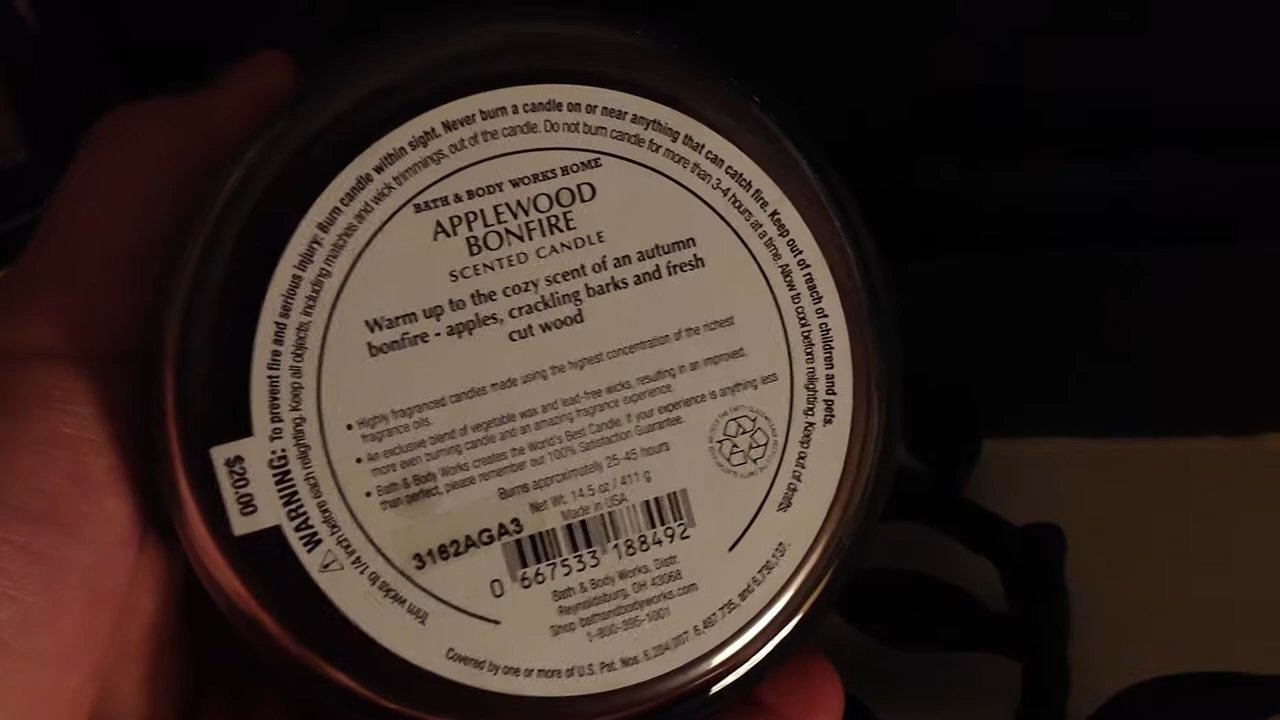 WARNING: To prevent fire and serious injury: Burn candle within sight. Never burn a candle on or near anything that can catch fire. Keep out of reach of children and pets.
Trim wicks to 1/4 inch before each relighting. Keep all objects, including matches and wick trimmings, out of the candle. Do not burn candle for more than 3-4 hours at a time. Allow to cool before relighting. Keep out of drafts.
BATH & BODY WORKS HOME
APPLEWOOD
BONFIRE
SCENTED CANDLE
Warm up to the cozy scent of an autumn
bonfire - apples, crackling barks and fresh
cut wood
• Highly fragranced candles made using the highest concentration of the richest
fragrance oils.
• An exclusive blend of vegetable wax and lead-free wicks, resulting in an improved,
more even burning candle and an amazing fragrance experience.
• Bath & Body Works creates the World's Best Candle. If your experience is anything less
than perfect, please remember our 100% Satisfaction Guarantee.
Burns approximately 25-45 hours
Net Wt. 14.5 oz / 411 g
Made in USA
$20.00
3162AGA3
0 667533 188492
Bath & Body Works, Distr.
Reynoldsburg, OH 43068
Shop bathandbodyworks.com
1-800-395-1001
Covered by one or more of U.S. Pat. Nos. 6,497,735, and 6,730,137.